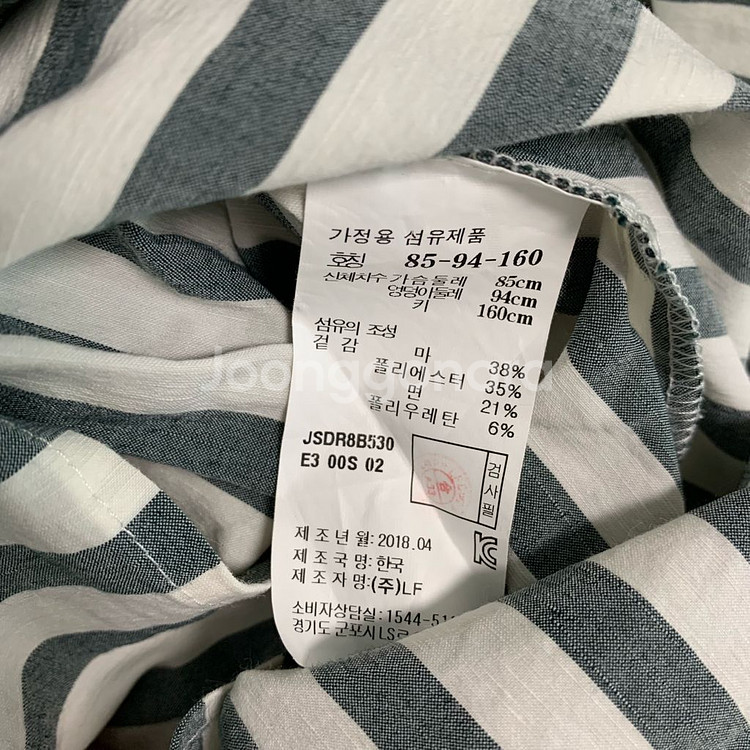 가정용 섬유제품
호칭 85-94-160
신체치수 가슴둘레 85cm
엉덩이둘레 94cm
키 160cm
섬유의 조성
겉감 마 38%
폴리에스터 35%
면 21%
폴리우레탄 6%
JSDR8B530
E3 00S 02
검사필
제조년월:2018.04
제조국명:한국
제조자명:(주)LF
소비자상담실:1544-51
경기도 군포시LS로
Joonggonara